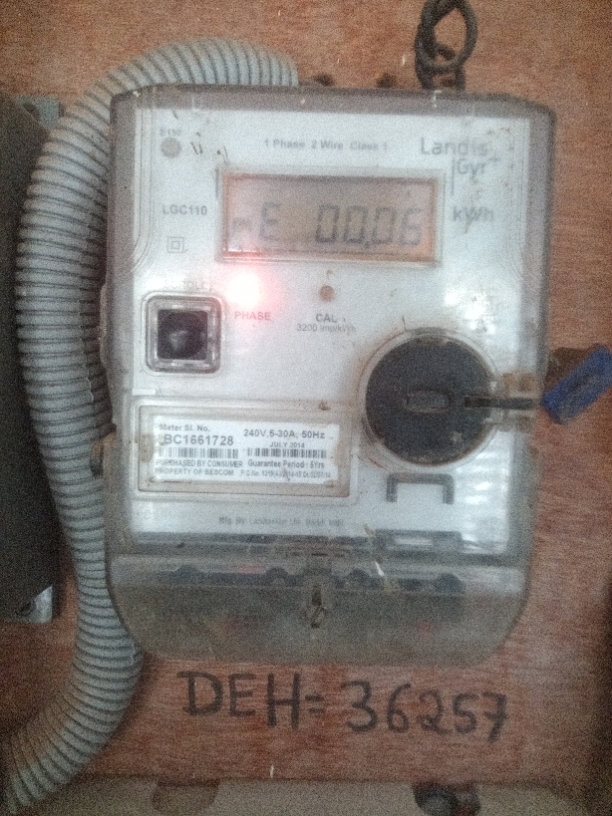 1 Phase 2 Wire Class 1
Landis
Gyr+
LGC110
E 00.06
kWh
PHASE
CAL
3200 imp/kWh
Meter Sl. No.
BC1661728
240V, 5-30A, 50Hz
JULY 2014
PURCHASED BY CONSUMER
Guarantee Period: 5Yrs
PROPERTY OF BESCOM
DEH=36257